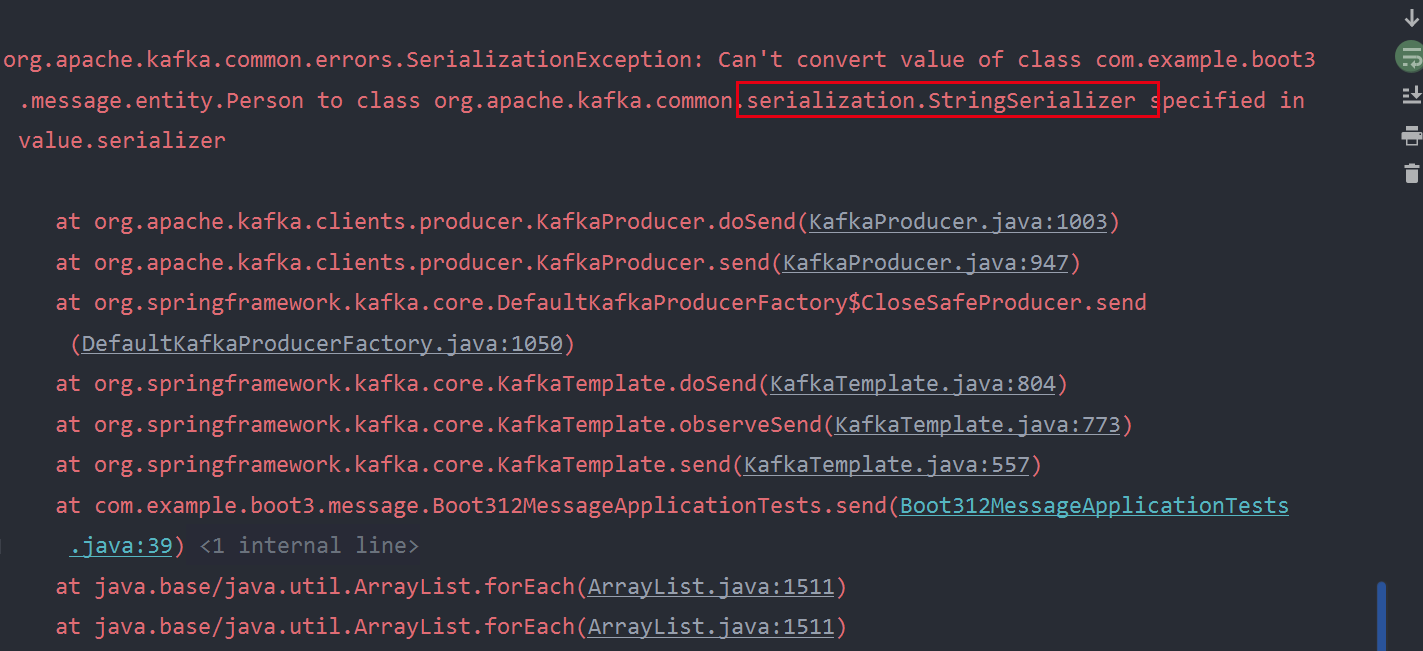 org.apache.kafka.common.errors.SerializationException: Can't convert value of class com.example.boot3
.message.entity.Person to class org.apache.kafka.common.serialization.StringSerializer specified in
value.serializer
at org.apache.kafka.clients.producer.KafkaProducer.doSend(KafkaProducer.java:1003)
at org.apache.kafka.clients.producer.KafkaProducer.send(KafkaProducer.java:947)
at org.springframework.kafka.core.DefaultKafkaProducerFactory$CloseSafeProducer.send
(DefaultKafkaProducerFactory.java:1050)
at org.springframework.kafka.core.KafkaTemplate.doSend(KafkaTemplate.java:804)
at org.springframework.kafka.core.KafkaTemplate.observeSend(KafkaTemplate.java:773)
at org.springframework.kafka.core.KafkaTemplate.send(KafkaTemplate.java:557)
at com.example.boot3.message.Boot312MessageApplicationTests.send(Boot312MessageApplicationTests
.java:39) <1 internal line>
at java.base/java.util.ArrayList.forEach(ArrayList.java:1511)
at java.base/java.util.ArrayList.forEach(ArrayList.java:1511)